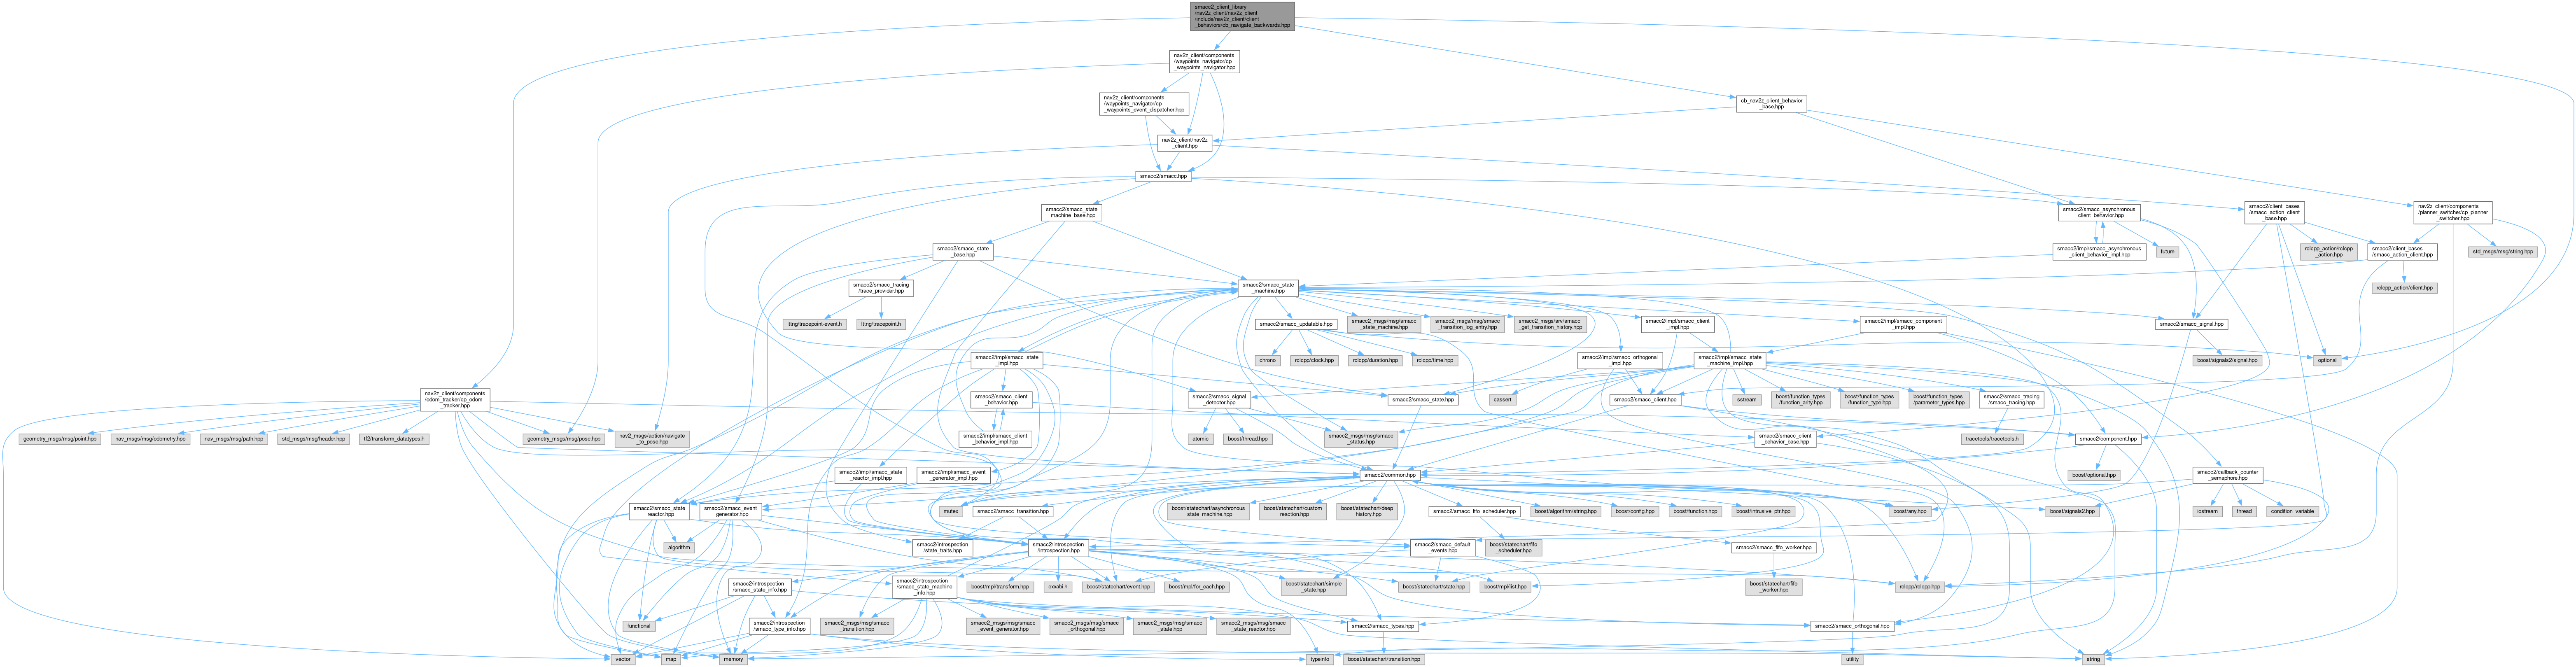 smacc2_client_library
/nav2z_client/nav2z_client
/include/nav2z_client/client
_behaviors/cb_navigate_backwards.hpp
nav2z_client/components
/waypoints_navigator/cp
_waypoints_navigator.hpp
nav2z_client/components
/waypoints_navigator/cp
_waypoints_event_dispatcher.hpp
cb_nav2z_client_behavior
_base.hpp
nav2z_client/nav2z
_client.hpp
smacc2/smacc.hpp
smacc2/smacc_state
_machine_base.hpp
smacc2/smacc_asynchronous
_client_behavior.hpp
smacc2/client_bases
/smacc_action_client
_base.hpp
nav2z_client/components
/planner_switcher/cp_planner
_switcher.hpp
smacc2/smacc_state
_base.hpp
smacc2/impl/smacc_asynchronous
_client_behavior_impl.hpp
future
rclcpp_action/rclcpp
_action.hpp
smacc2/client_bases
/smacc_action_client.hpp
std_msgs/msg/string.hpp
smacc2/smacc_tracing
/trace_provider.hpp
smacc2/smacc_state
_machine.hpp
rclcpp_action/client.hpp
lttng/tracepoint-event.h
lttng/tracepoint.h
smacc2/smacc_updatable.hpp
smacc2_msgs/msg/smacc
_state_machine.hpp
smacc2_msgs/msg/smacc
_transition_log_entry.hpp
smacc2_msgs/srv/smacc
_get_transition_history.hpp
smacc2/impl/smacc_client
_impl.hpp
smacc2/impl/smacc_component
_impl.hpp
smacc2/smacc_signal.hpp
smacc2/impl/smacc_state
_impl.hpp
chrono
rclcpp/clock.hpp
rclcpp/duration.hpp
rclcpp/time.hpp
smacc2/impl/smacc_orthogonal
_impl.hpp
smacc2/impl/smacc_state
_machine_impl.hpp
boost/signals2/signal.hpp
optional
nav2z_client/components
/odom_tracker/cp_odom
_tracker.hpp
smacc2/smacc_client
_behavior.hpp
smacc2/smacc_signal
_detector.hpp
cassert
smacc2/smacc_state.hpp
smacc2/smacc_client.hpp
sstream
boost/function_types
/function_arity.hpp
boost/function_types
/function_type.hpp
boost/function_types
/parameter_types.hpp
smacc2/smacc_tracing
/smacc_tracing.hpp
geometry_msgs/msg/point.hpp
nav_msgs/msg/odometry.hpp
nav_msgs/msg/path.hpp
std_msgs/msg/header.hpp
tf2/transform_datatypes.h
geometry_msgs/msg/pose.hpp
nav2_msgs/action/navigate
_to_pose.hpp
smacc2/impl/smacc_client
_behavior_impl.hpp
atomic
boost/thread.hpp
smacc2_msgs/msg/smacc
_status.hpp
smacc2/smacc_client
_behavior_base.hpp
tracetools/tracetools.h
smacc2/component.hpp
smacc2/impl/smacc_state
_reactor_impl.hpp
smacc2/impl/smacc_event
_generator_impl.hpp
smacc2/common.hpp
boost/optional.hpp
smacc2/callback_counter
_semaphore.hpp
smacc2/smacc_state
_reactor.hpp
smacc2/smacc_event
_generator.hpp
mutex
smacc2/smacc_transition.hpp
boost/statechart/asynchronous
_state_machine.hpp
boost/statechart/custom
_reaction.hpp
boost/statechart/deep
_history.hpp
smacc2/smacc_fifo_scheduler.hpp
boost/algorithm/string.hpp
boost/config.hpp
boost/function.hpp
boost/intrusive_ptr.hpp
boost/any.hpp
boost/signals2.hpp
iostream
thread
condition_variable
algorithm
smacc2/introspection
/state_traits.hpp
smacc2/introspection
/introspection.hpp
smacc2/smacc_default
_events.hpp
boost/statechart/fifo
_scheduler.hpp
smacc2/smacc_fifo_worker.hpp
smacc2/introspection
/smacc_state_info.hpp
smacc2/introspection
/smacc_state_machine
_info.hpp
boost/mpl/transform.hpp
cxxabi.h
boost/statechart/event.hpp
boost/mpl/for_each.hpp
boost/statechart/simple
_state.hpp
boost/statechart/state.hpp
boost/mpl/list.hpp
boost/statechart/fifo
_worker.hpp
rclcpp/rclcpp.hpp
functional
smacc2/introspection
/smacc_type_info.hpp
smacc2_msgs/msg/smacc
_transition.hpp
smacc2_msgs/msg/smacc
_event_generator.hpp
smacc2_msgs/msg/smacc
_orthogonal.hpp
smacc2_msgs/msg/smacc
_state.hpp
smacc2_msgs/msg/smacc
_state_reactor.hpp
smacc2/smacc_types.hpp
smacc2/smacc_orthogonal.hpp
vector
map
memory
typeinfo
boost/statechart/transition.hpp
utility
string